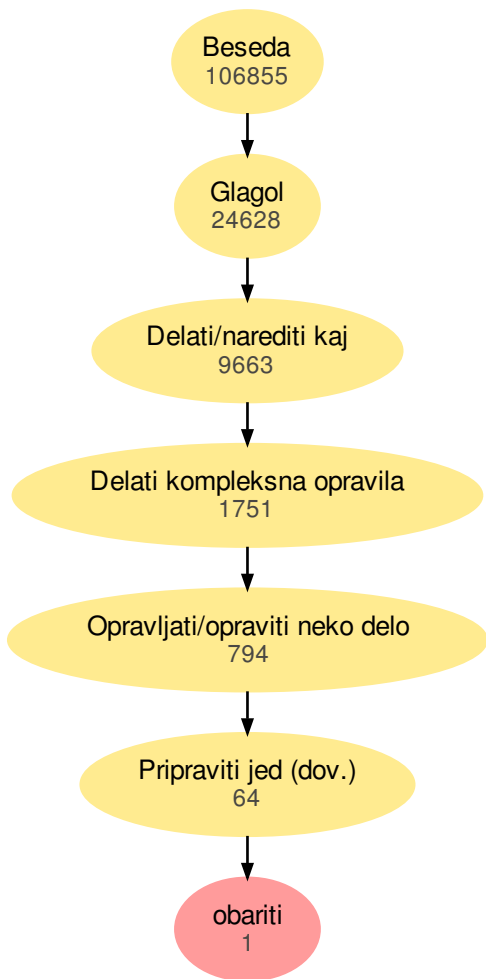 Beseda
106855
Glagol
24628
Delati/narediti kaj
9663
Delati kompleksna opravila
1751
Opravljati/opraviti neko delo
794
Pripraviti jed (dov.)
64
obariti
1